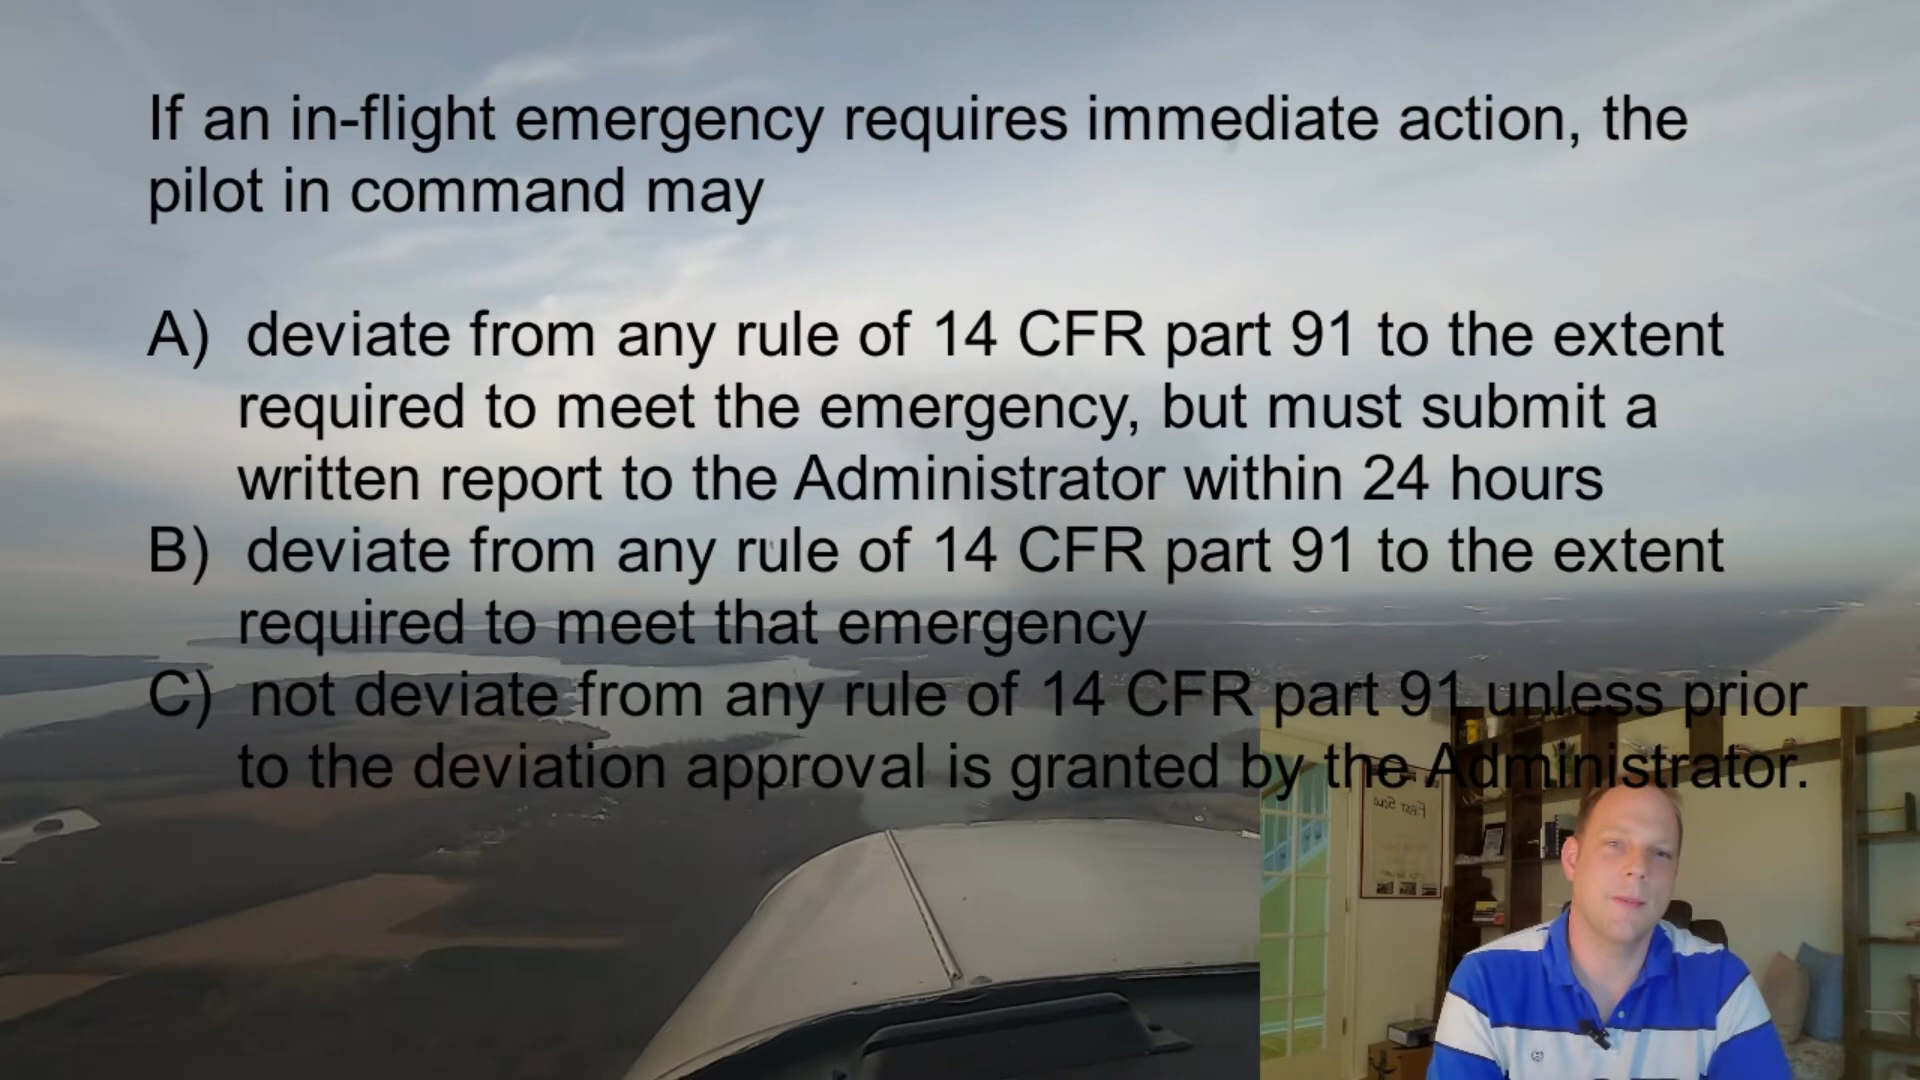 If an in-flight emergency requires immediate action, the
pilot in command may
A) deviate from any rule of 14 CFR part 91 to the extent
required to meet the emergency, but must submit a
written report to the Administrator within 24 hours
B) deviate from any rule of 14 CFR part 91 to the extent
required to meet that emergency
C) not deviate from any rule of 14 CFR part 91 unless prior
to the deviation approval is granted by the Administrator.
First Solo